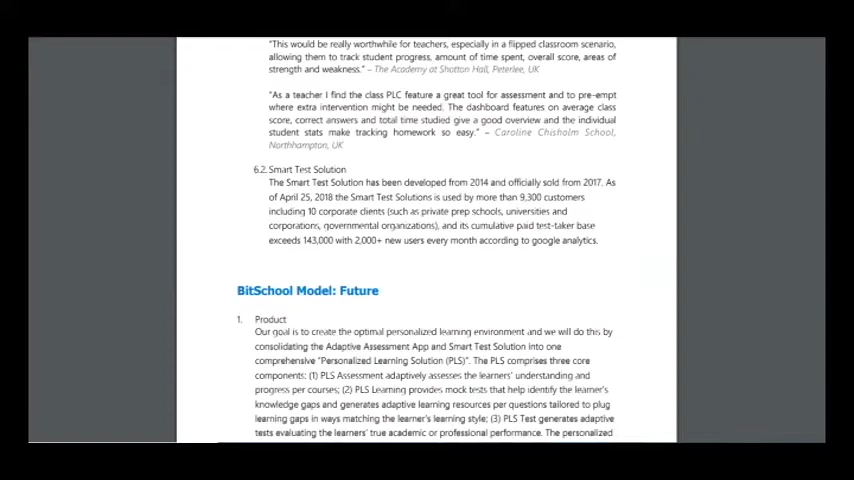 "This would be really worthwhile for teachers, especially in a flipped classroom scenario,
allowing them to track student progress, amount of time spent, overall score, areas of
strength and weakness." – The Academy at Shotton Hall, Peterlee, UK
"As a teacher I find the class PLC feature a great tool for assessment and to pre-empt
where extra intervention might be needed. The dashboard features on average class
score, correct answers and total time studied give a good overview and the individual
student stats make tracking homework so easy." – Caroline Chisholm School,
Northhampton, UK
6.2. Smart Test Solution
The Smart Test Solution has been developed from 2014 and officially sold from 2017. As
of April 25, 2018 the Smart Test Solutions is used by more than 9,300 customers
including 10 corporate clients (such as private prep schools, universities and
corporations, governmental organizations), and its cumulative paid test-taker base
exceeds 143,000 with 2,000+ new users every month according to google analytics.
BitSchool Model: Future
1. Product
Our goal is to create the optimal personalized learning environment and we will do this by
consolidating the Adaptive Assessment App and Smart Test Solution into one
comprehensive "Personalized Learning Solution (PLS)". The PLS comprises three core
components: (1) PLS Assessment adaptively assesses the learners' understanding and
progress per courses; (2) PLS Learning provides mock tests that help identify the learner's
knowledge gaps and generates adaptive learning resources per questions tailored to plug
learning gaps in ways matching the learner's learning style; (3) PLS Test generates adaptive
tests evaluating the learners' true academic or professional performance. The personalized